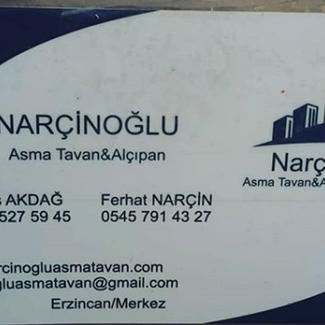 NARÇİNOĞLU
Asma Tavan&Alçıpan
AKDAĞ
527 59 45
Ferhat NARÇİN
0545 791 43 27
rcinogluasmatavan.com
gluasmatavan@gmail.com
Erzincan/Merkez
Narç
Asma Tavan&A